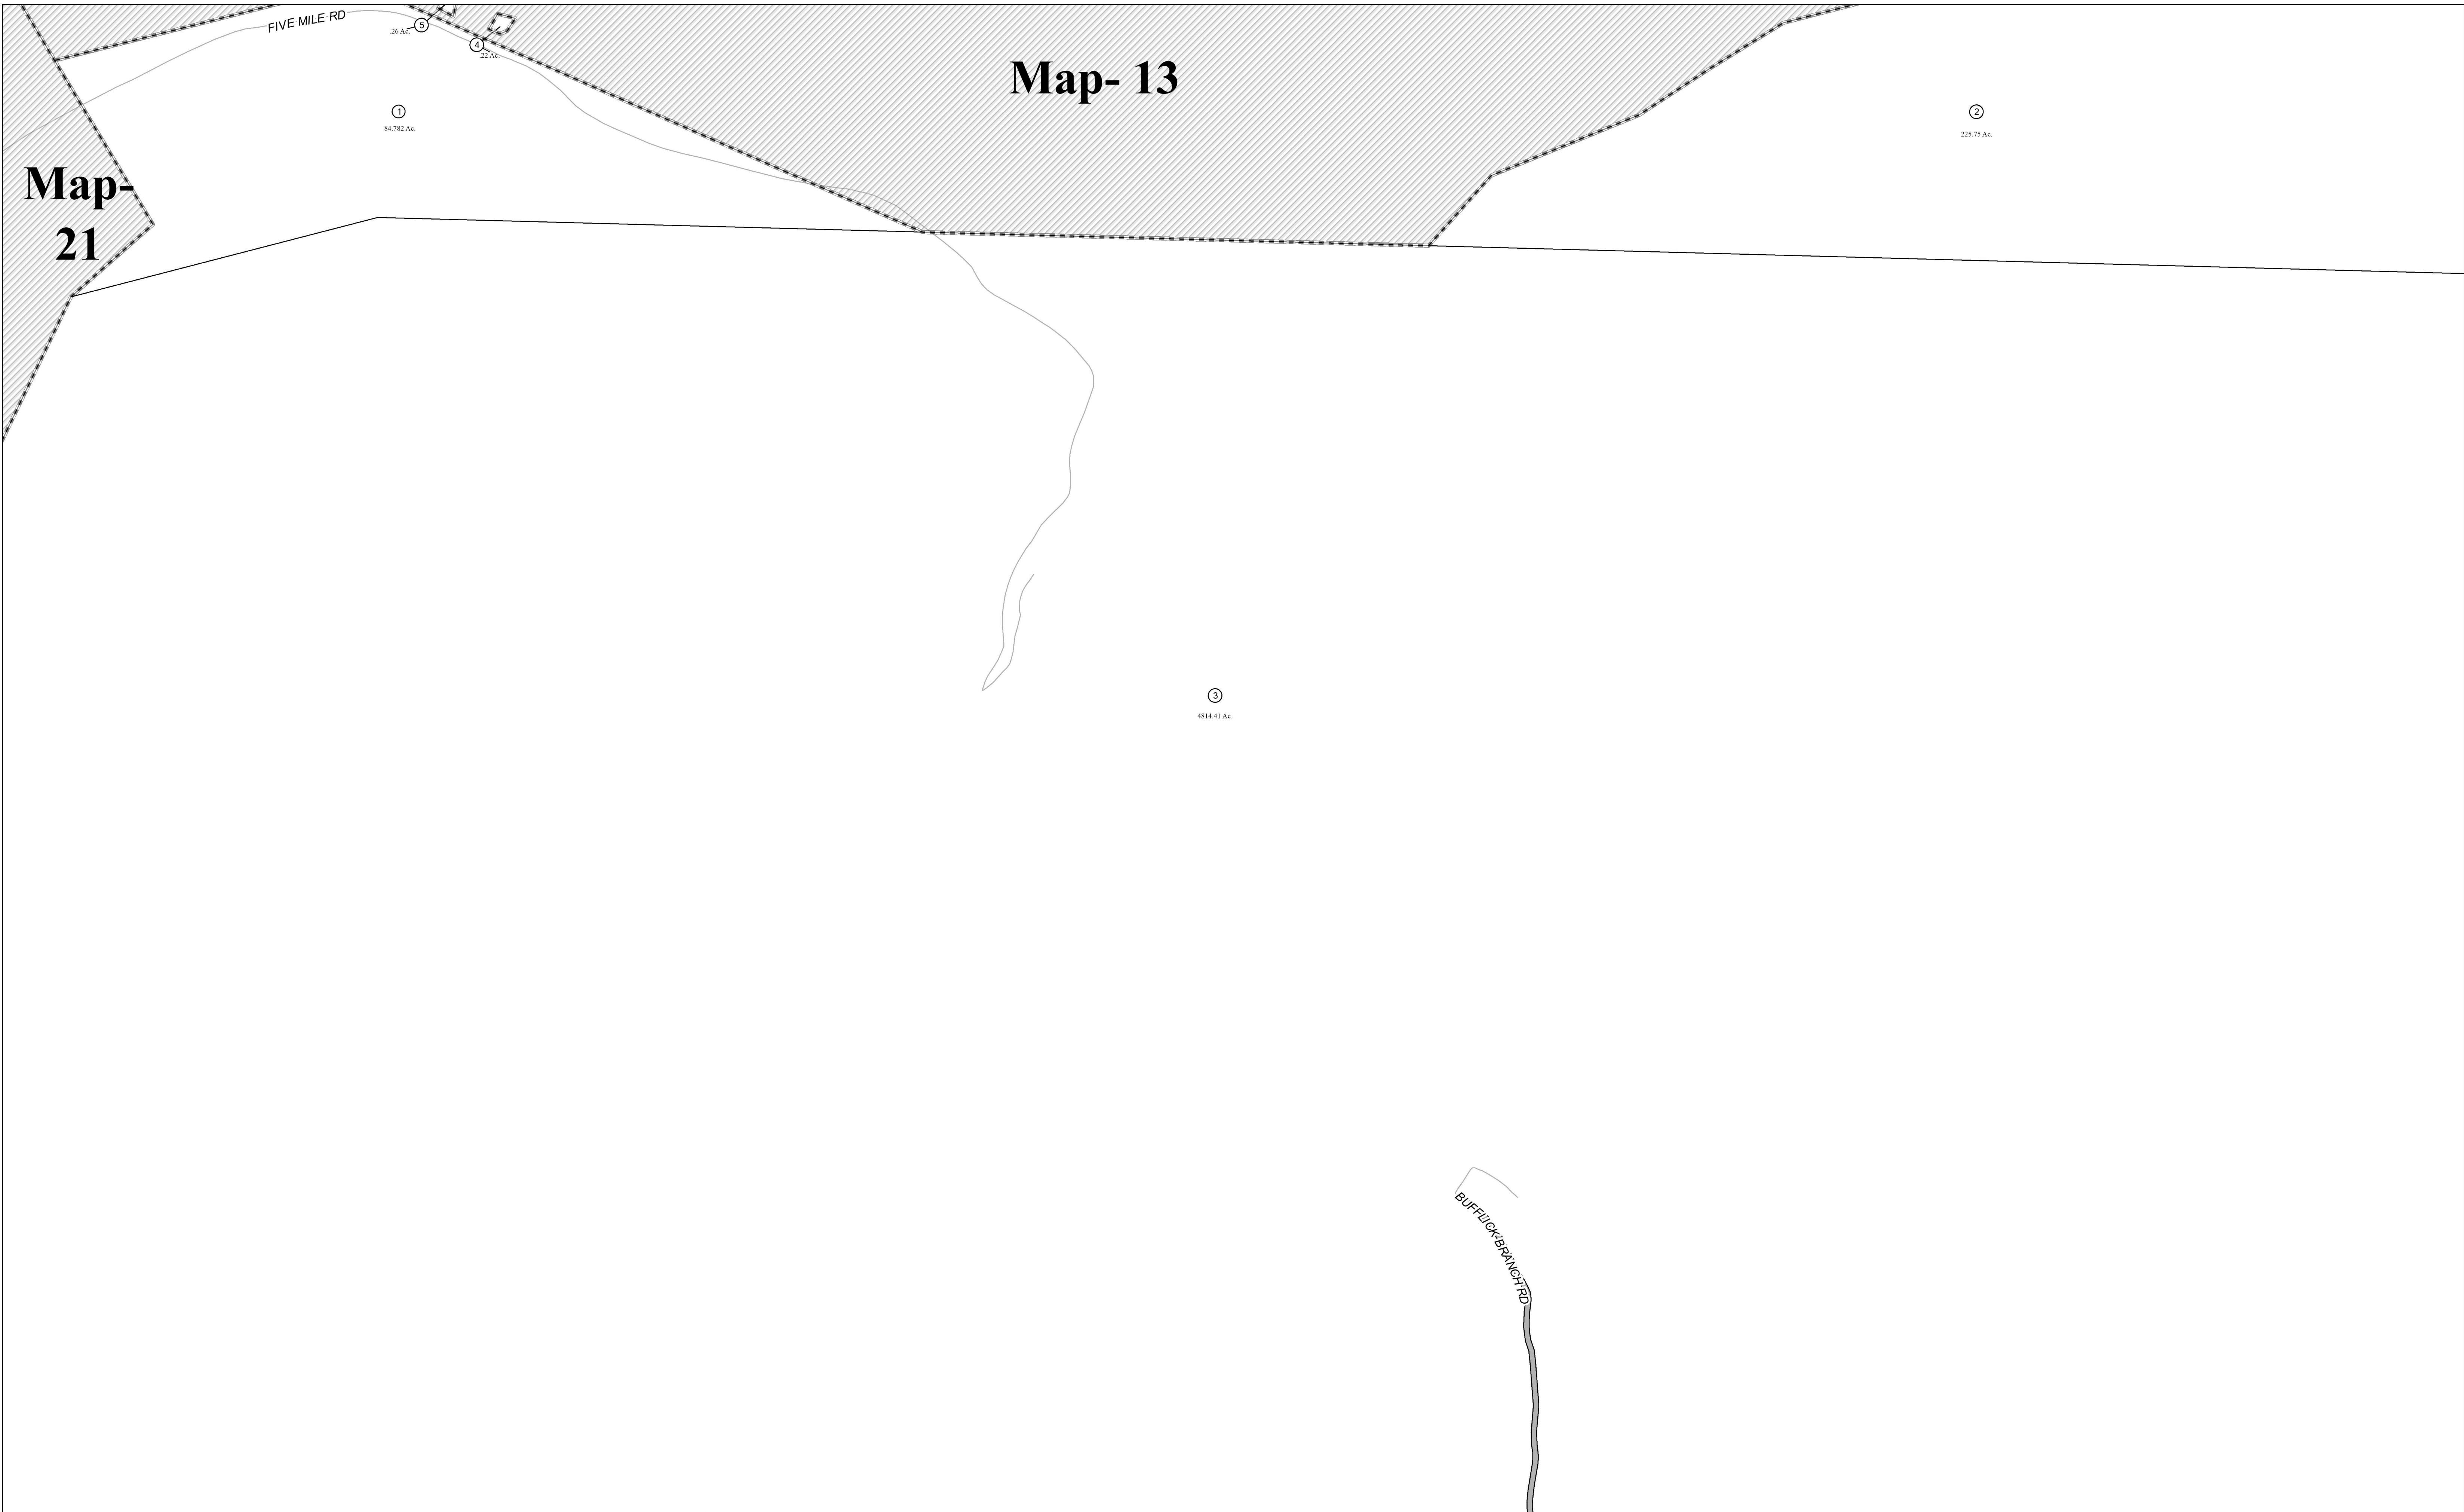 FIVE MILE RD
5
.26 Ac.
4
.22 Ac.
Map- 13
1
84.782 Ac.
2
225.75 Ac.
Map-
21
3
4814.41 Ac.
BUFFLICK BRANCH RD